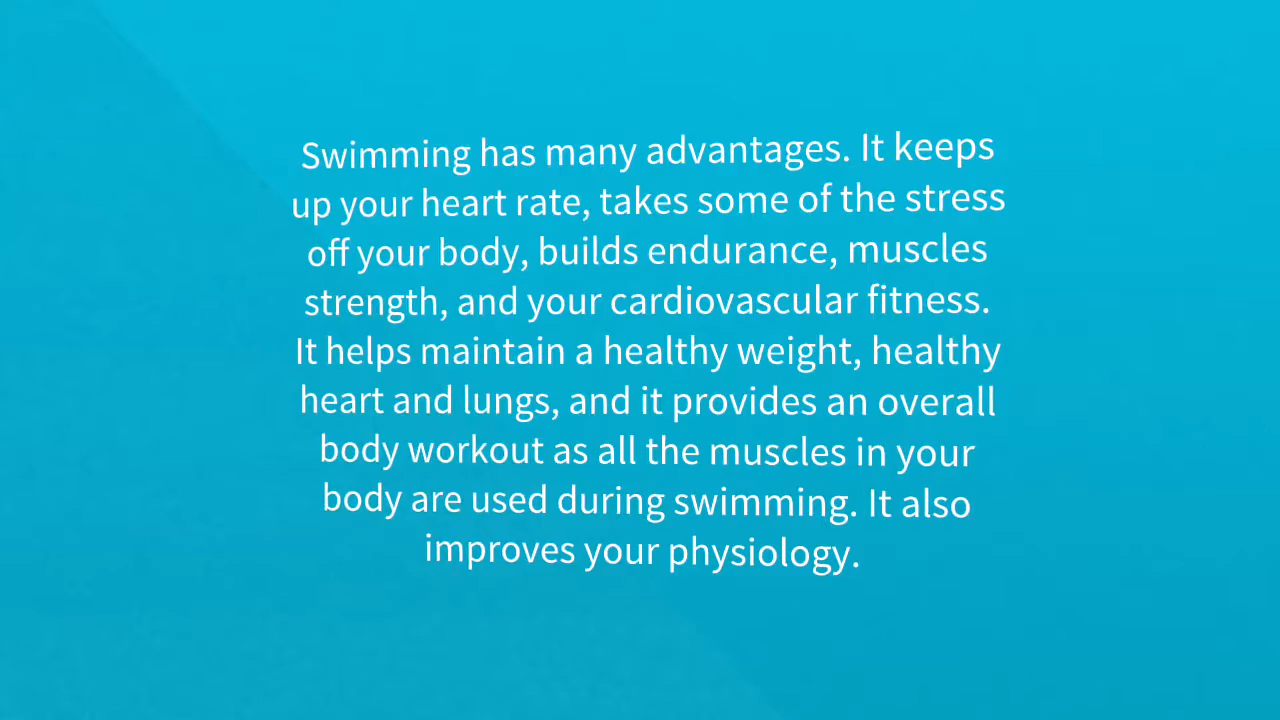 Swimming has many advantages. It keeps
up your heart rate, takes some of the stress
off your body, builds endurance, muscles
strength, and your cardiovascular fitness.
It helps maintain a healthy weight, healthy
heart and lungs, and it provides an overall
body workout as all the muscles in your
body are used during swimming. It also
improves your physiology.